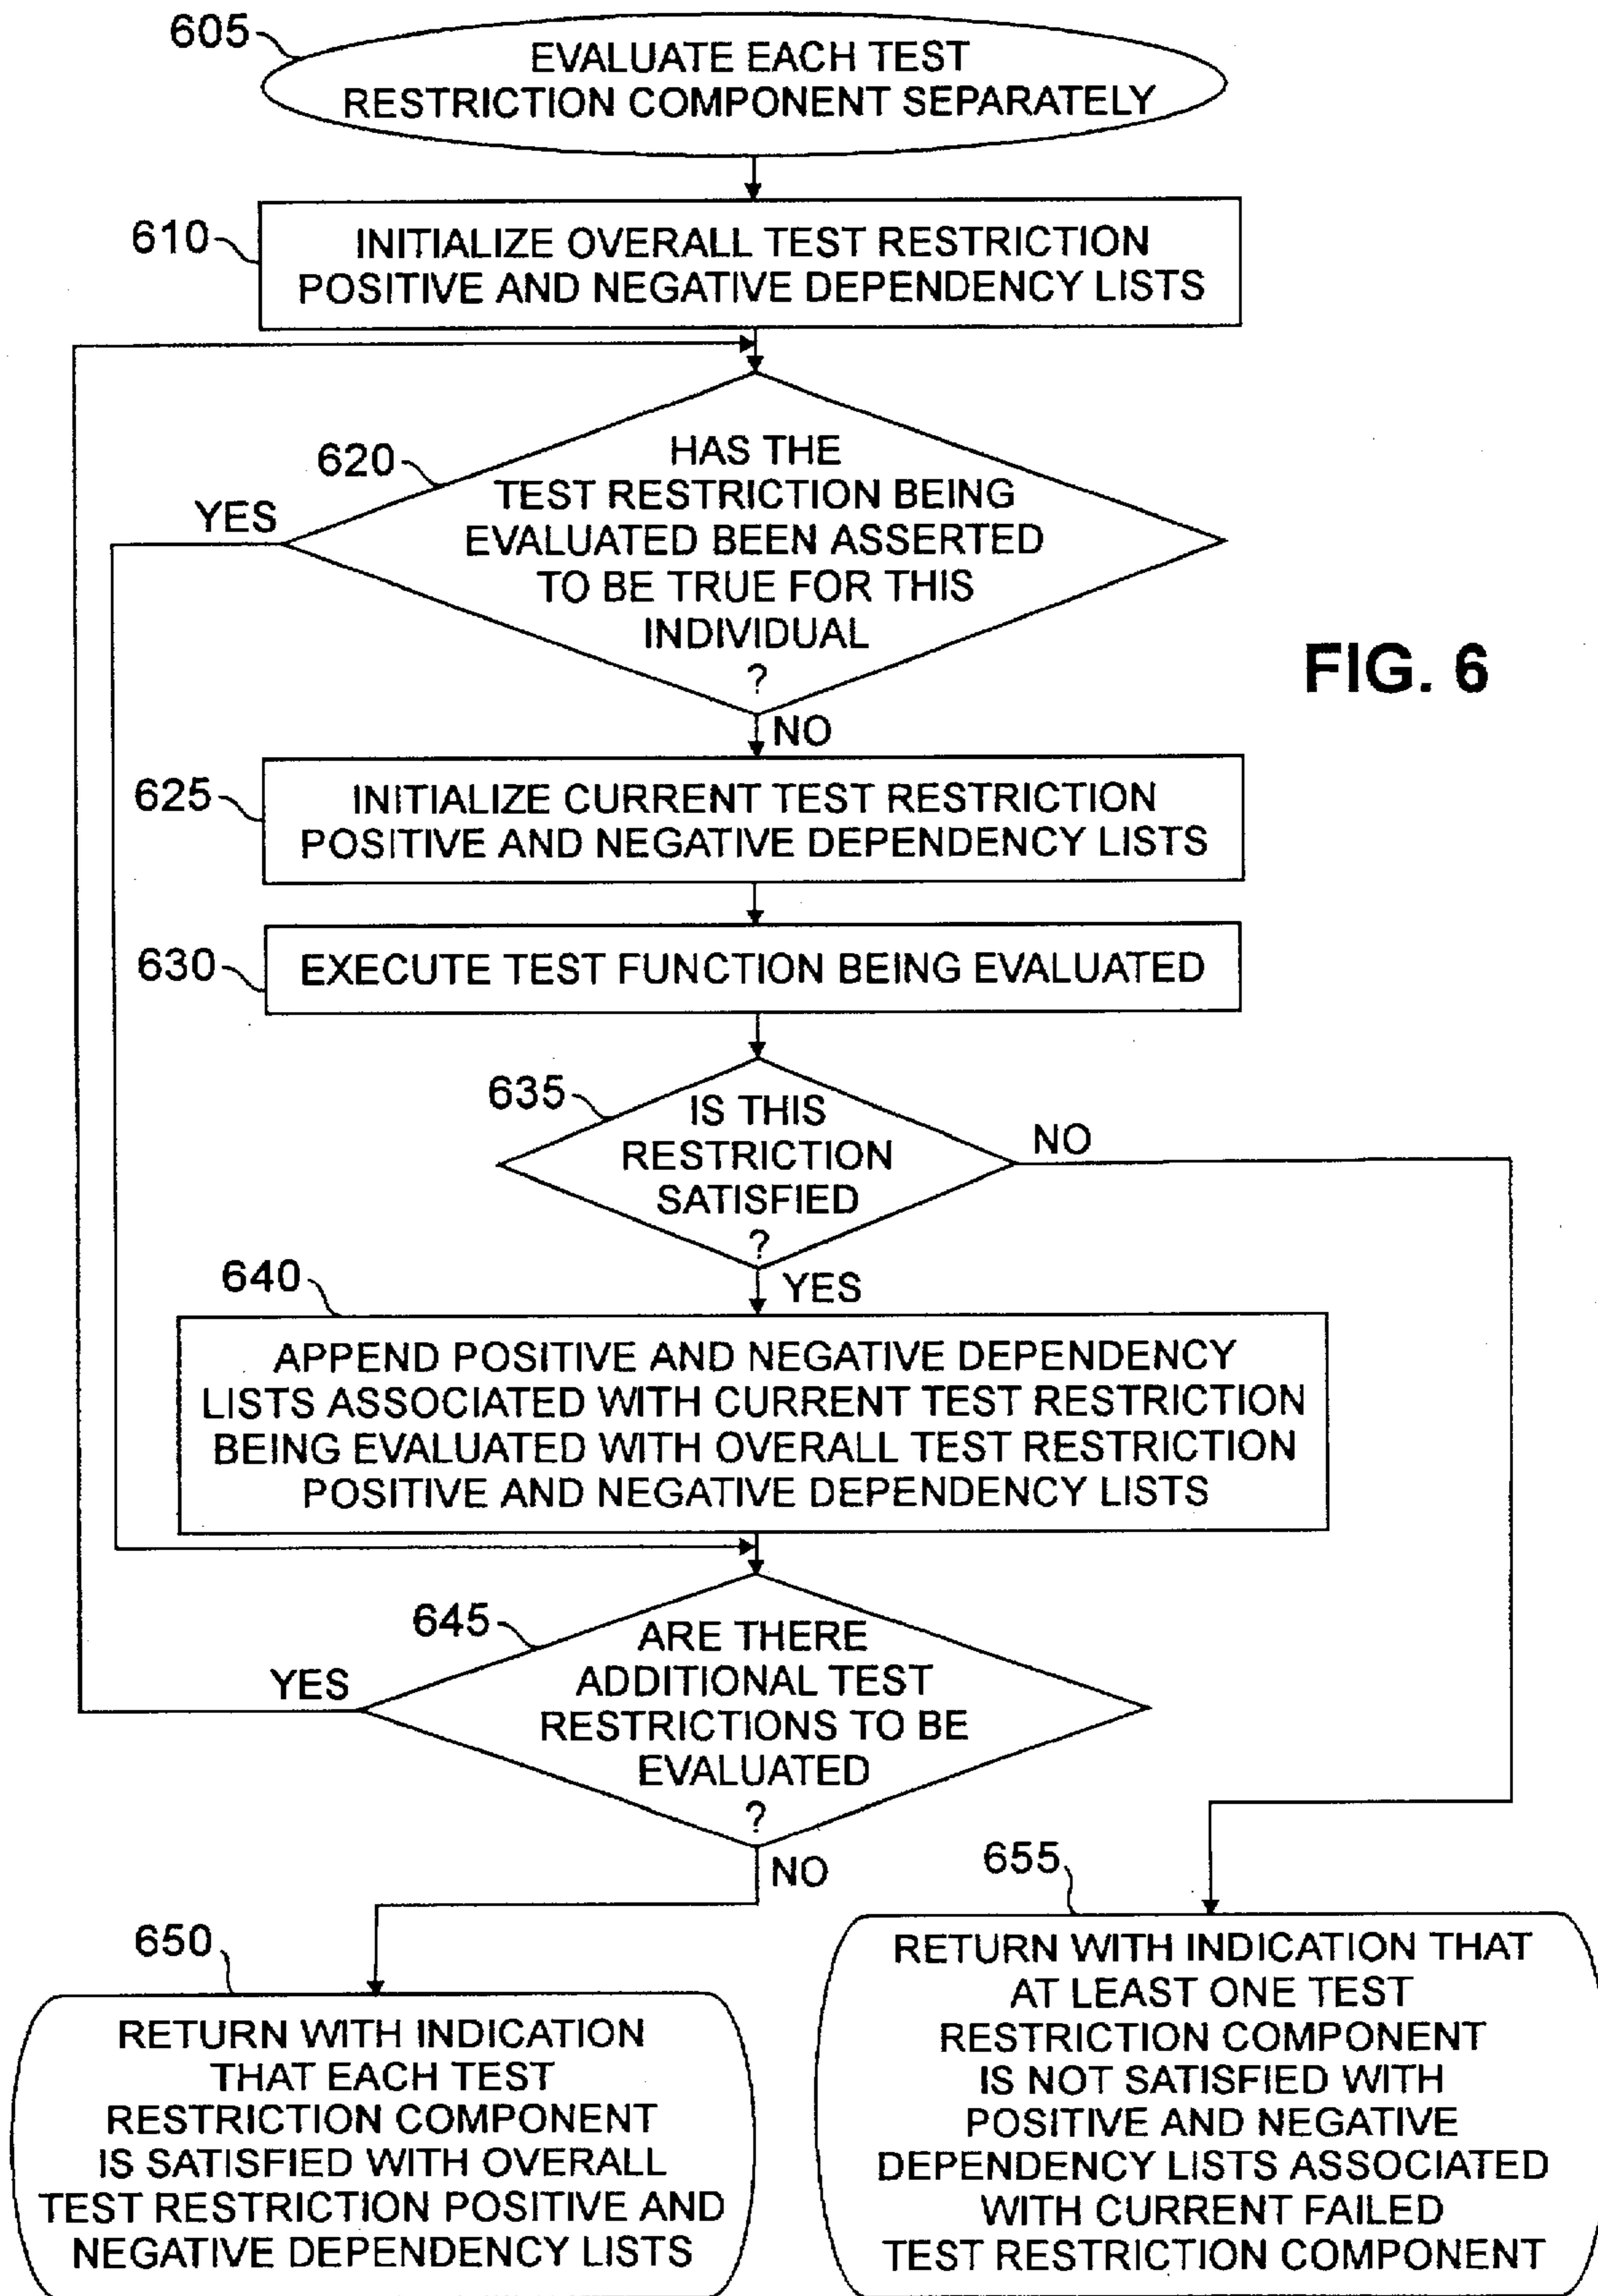 605
EVALUATE EACH TEST
RESTRICTION COMPONENT SEPARATELY
610
INITIALIZE OVERALL TEST RESTRICTION
POSITIVE AND NEGATIVE DEPENDENCY LISTS
620
HAS THE
TEST RESTRICTION BEING
EVALUATED BEEN ASSERTED
TO BE TRUE FOR THIS
INDIVIDUAL
?
YES
NO
FIG. 6
625
INITIALIZE CURRENT TEST RESTRICTION
POSITIVE AND NEGATIVE DEPENDENCY LISTS
630
EXECUTE TEST FUNCTION BEING EVALUATED
635
IS THIS
RESTRICTION
SATISFIED
?
NO
YES
640
APPEND POSITIVE AND NEGATIVE DEPENDENCY
LISTS ASSOCIATED WITH CURRENT TEST RESTRICTION
BEING EVALUATED WITH OVERALL TEST RESTRICTION
POSITIVE AND NEGATIVE DEPENDENCY LISTS
645
ARE THERE
ADDITIONAL TEST
RESTRICTIONS TO BE
EVALUATED
?
YES
NO
650
RETURN WITH INDICATION
THAT EACH TEST
RESTRICTION COMPONENT
IS SATISFIED WITH OVERALL
TEST RESTRICTION POSITIVE AND
NEGATIVE DEPENDENCY LISTS
655
RETURN WITH INDICATION THAT
AT LEAST ONE TEST
RESTRICTION COMPONENT
IS NOT SATISFIED WITH
POSITIVE AND NEGATIVE
DEPENDENCY LISTS ASSOCIATED
WITH CURRENT FAILED
TEST RESTRICTION COMPONENT